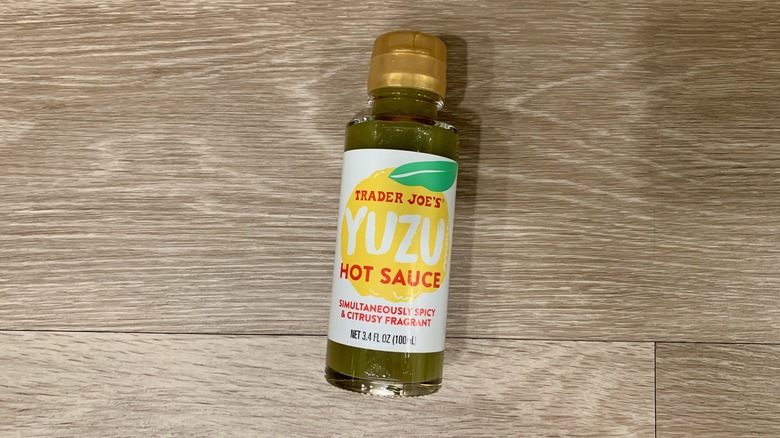 TRADER JOE'S
YUZU
HOT SAUCE
SIMULTANEOUSLY SPICY
& CITRUSY FRAGRANT
NET 3.4 FL OZ (100mL)